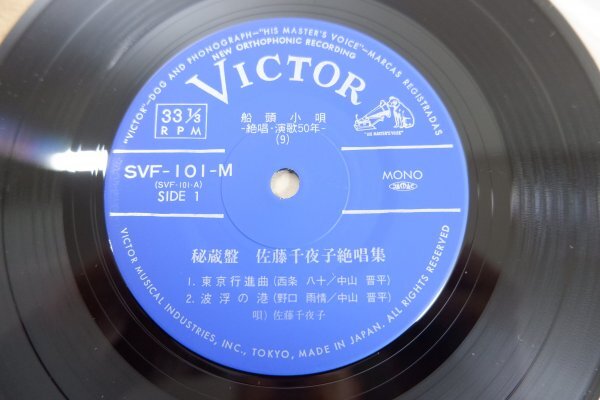 "VICTOR"—DOG AND PHONOGRAPH—"HIS MASTER'S VOICE"—MARCAS REGISTRADAS
NEW ORTHOPHONIC RECORDING
VICTOR
"HIS MASTER'S VOICE"
33⅓
RPM
船頭小唄
-絶唱・演歌50年-
(9)
SVF-101-M
(SVF-101-A)
SIDE 1
MONO
JASRAC
秘蔵盤 佐藤千夜子絶唱集
1. 東京行進曲(西条 八十/中山 晋平)
2. 波浮の港(野口 雨情/中山 晋平)
唄) 佐藤千夜子
VICTOR MUSICAL INDUSTRIES, INC., TOKYO, MADE IN JAPAN. ALL RIGHTS RESERVED